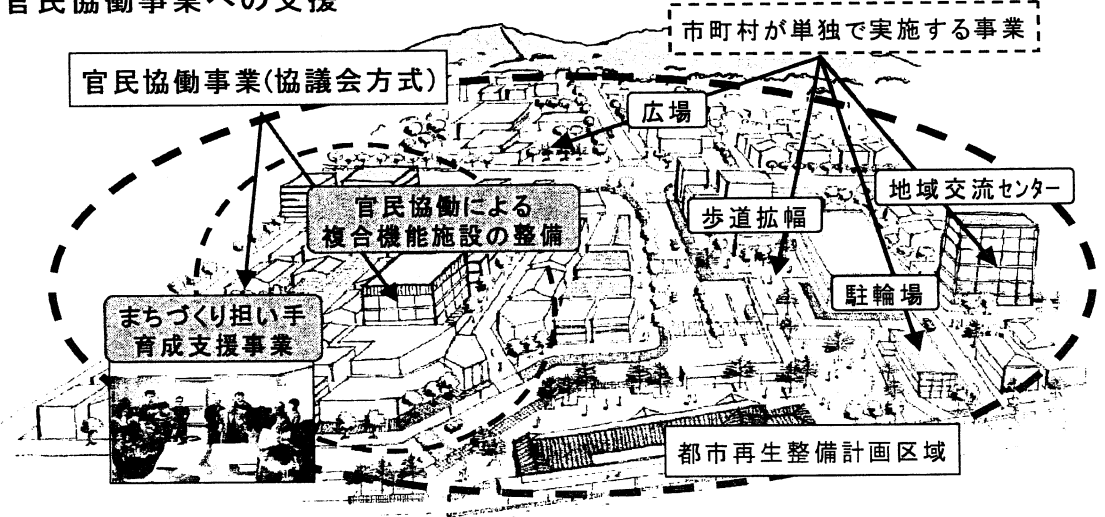 官民協働事業への支援
市町村が単独で実施する事業
官民協働事業(協議会方式)
広場
地域交流センター
官民協働による
複合機能施設の整備
歩道拡幅
駐輪場
まちづくり担い手
育成支援事業
都市再生整備計画区域